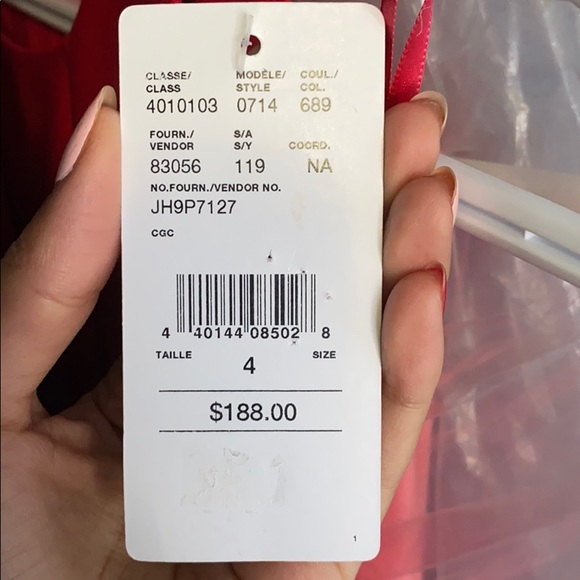 CLASSE/ MODÈLE/ COUL./
CLASS STYLE COL.
4010103 0714 689
FOURN./ S/A
VENDOR S/Y COORD.
83056 119 NA
NO.FOURN./VENDOR NO.
JH9P7127
CGC
4 40144 08502 8
TAILLE 4 SIZE
$188.00
1